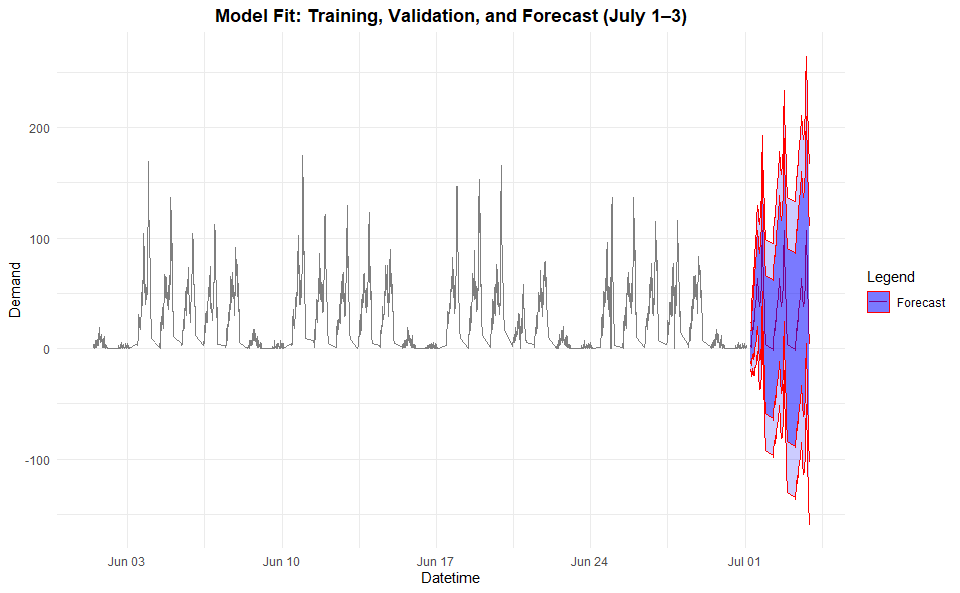 Model Fit: Training, Validation, and Forecast (July 1–3)
200
100
0
-100
Demand
Jun 03
Jun 10
Jun 17
Jun 24
Jul 01
Datetime
Legend
Forecast